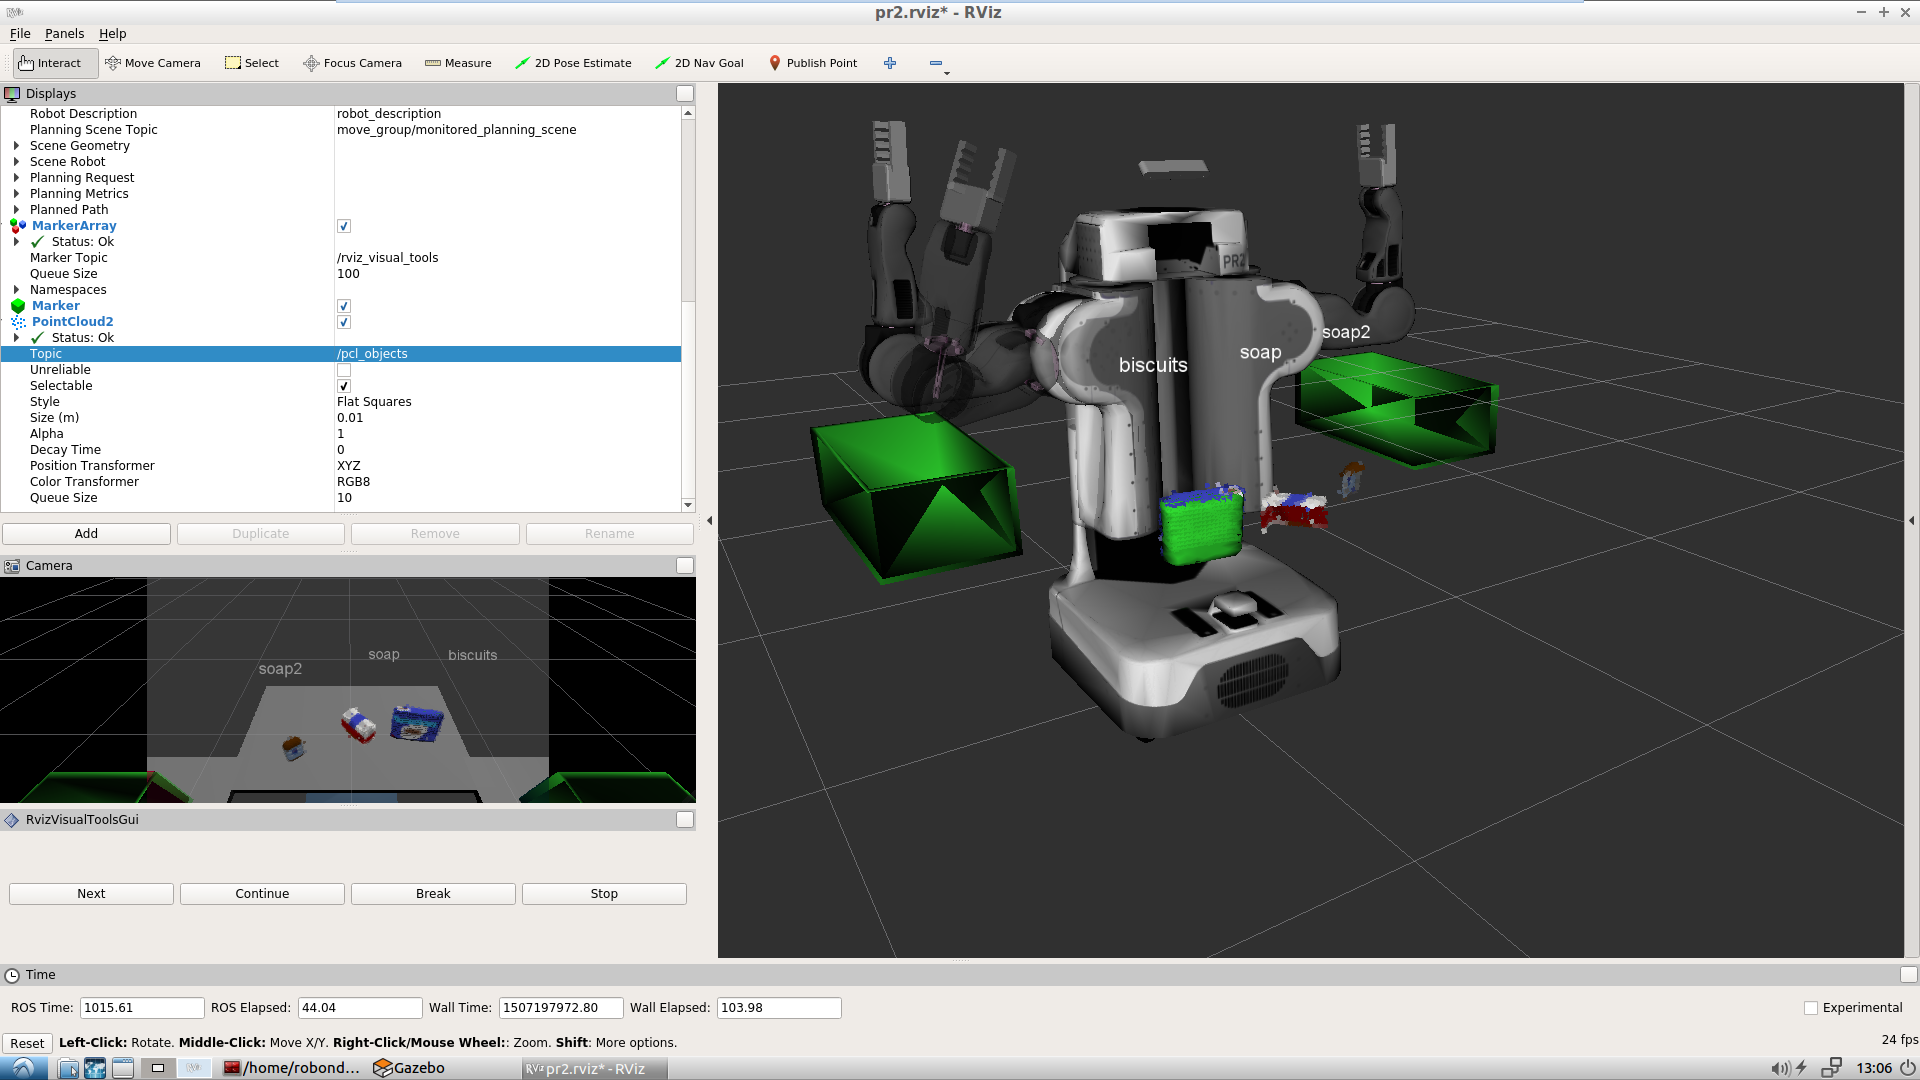 pr2.rviz* - RViz
File Panels Help
Interact Move Camera Select Focus Camera Measure 2D Pose Estimate 2D Nav Goal Publish Point
Displays
Robot Description robot_description
Planning Scene Topic move_group/monitored_planning_scene
Scene Geometry
Scene Robot
Planning Request
Planning Metrics
Planned Path
MarkerArray
Status: Ok
Marker Topic /rviz_visual_tools
Queue Size 100
Namespaces
Marker
PointCloud2
Status: Ok
Topic /pcl_objects
Unreliable
Selectable
Style Flat Squares
Size (m) 0.01
Alpha 1
Decay Time 0
Position Transformer XYZ
Color Transformer RGB8
Queue Size 10
Add Duplicate Remove Rename
Camera
soap2 soap biscuits
RvizVisualToolsGui
Next Continue Break Stop
PR2
biscuits soap soap2
Time
ROS Time: 1015.61 ROS Elapsed: 44.04 Wall Time: 1507197972.80 Wall Elapsed: 103.98 Experimental
Reset Left-Click: Rotate. Middle-Click: Move X/Y. Right-Click/Mouse Wheel:: Zoom. Shift: More options. 24 fps
/home/robond... Gazebo RViz pr2.rviz* - RViz 13:06